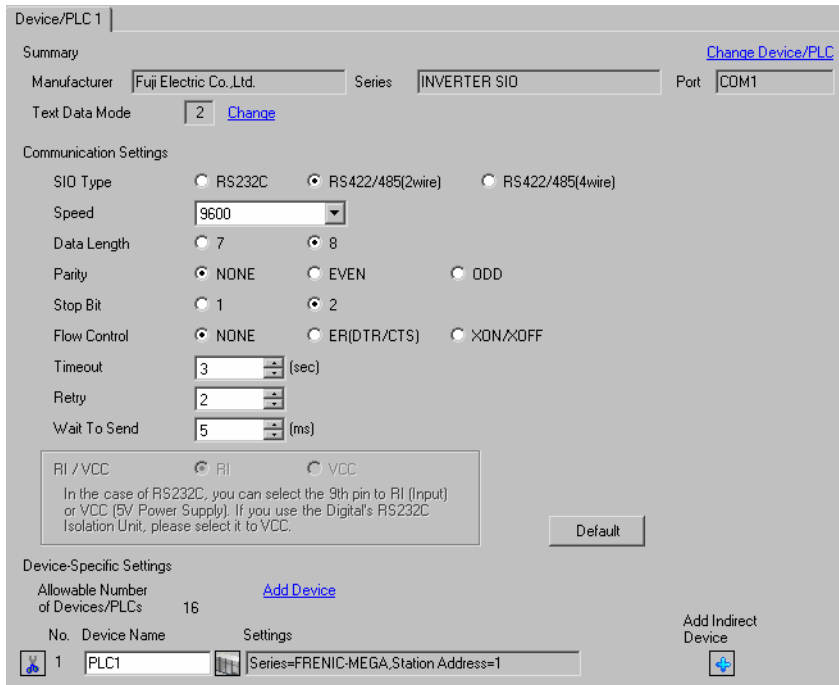 Device/PLC 1
Summary Change Device/PLC
Manufacturer Fuji Electric Co.,Ltd. Series INVERTER SIO Port COM1
Text Data Mode 2 Change
Communication Settings
SIO Type RS232C RS422/485(2wire) RS422/485(4wire)
Speed 9600
Data Length 7 8
Parity NONE EVEN ODD
Stop Bit 1 2
Flow Control NONE ER(DTR/CTS) XON/XOFF
Timeout 3 (sec)
Retry 2
Wait To Send 5 (ms)
RI / VCC RI VCC
In the case of RS232C, you can select the 9th pin to RI (Input)
or VCC (5V Power Supply). If you use the Digital's RS232C
Isolation Unit, please select it to VCC.
Default
Device-Specific Settings
Allowable Number Add Device
of Devices/PLCs 16
Add Indirect
No. Device Name Settings Device
1 PLC1 Series=FRENIC-MEGA,Station Address=1